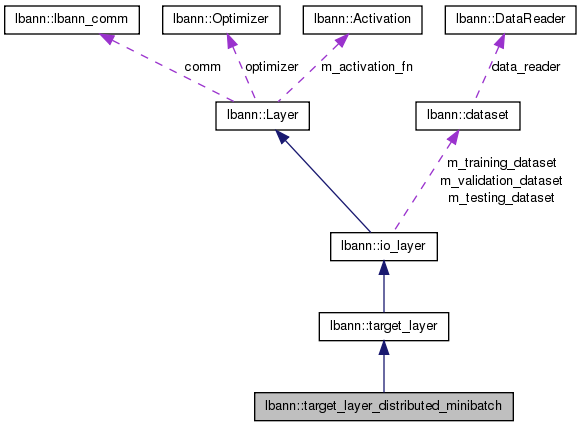 lbann::lbann_comm
lbann::Optimizer
lbann::Activation
lbann::DataReader
comm
optimizer
m_activation_fn
data_reader
lbann::Layer
lbann::dataset
m_training_dataset
m_validation_dataset
m_testing_dataset
lbann::io_layer
lbann::target_layer
lbann::target_layer_distributed_minibatch